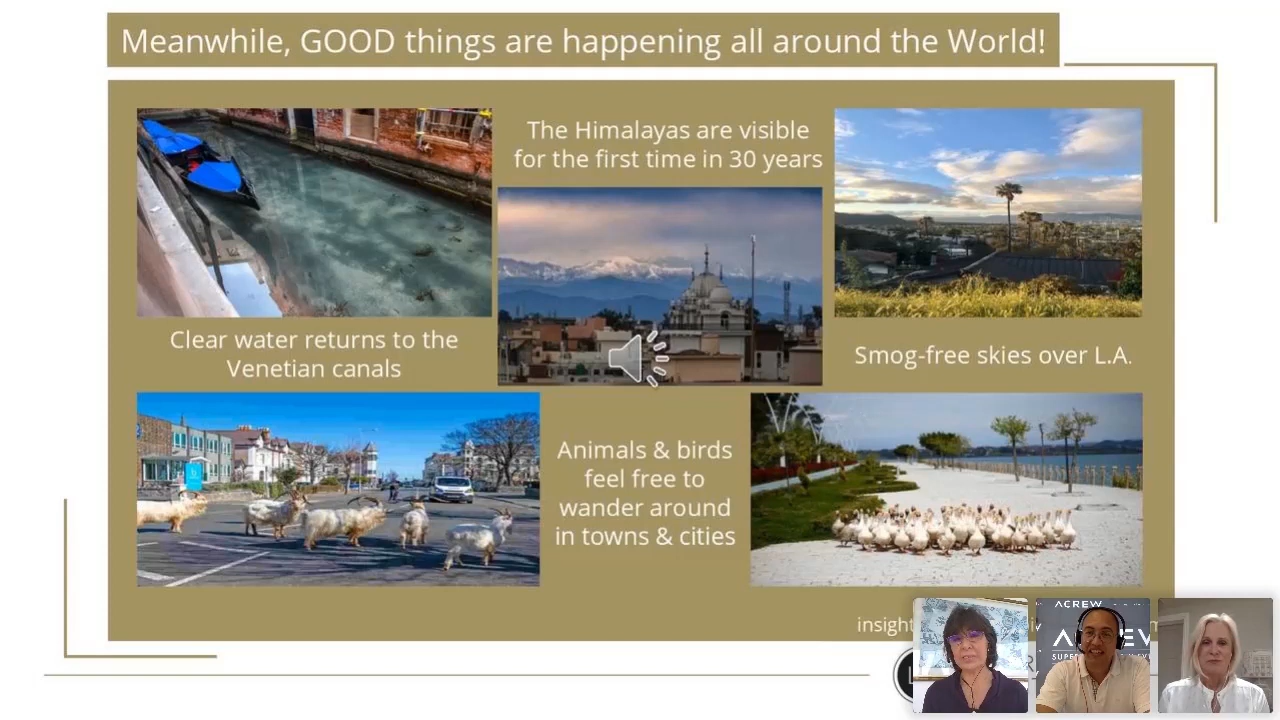 Meanwhile, GOOD things are happening all around the World!
The Himalayas are visible
for the first time in 30 years
Clear water returns to the
Venetian canals
Smog-free skies over L.A.
Animals & birds
feel free to
wander around
in towns & cities
insight
ACREW